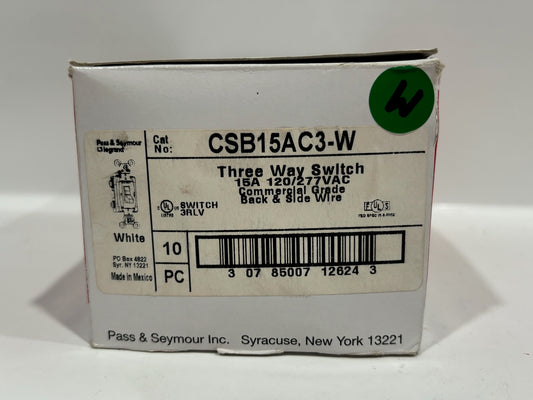 W
Pass & Seymour
legrand
Cat
No:
CSB15AC3-W
Three Way Switch
15A 120/277VAC
Commercial Grade
Back & Side Wire
UL
LISTED
SWITCH
3RLV
White
PO Box 4822
Syr. NY 13221
Made in Mexico
10
PC
3 07 85007 12624 3
Pass & Seymour Inc. Syracuse, New York 13221